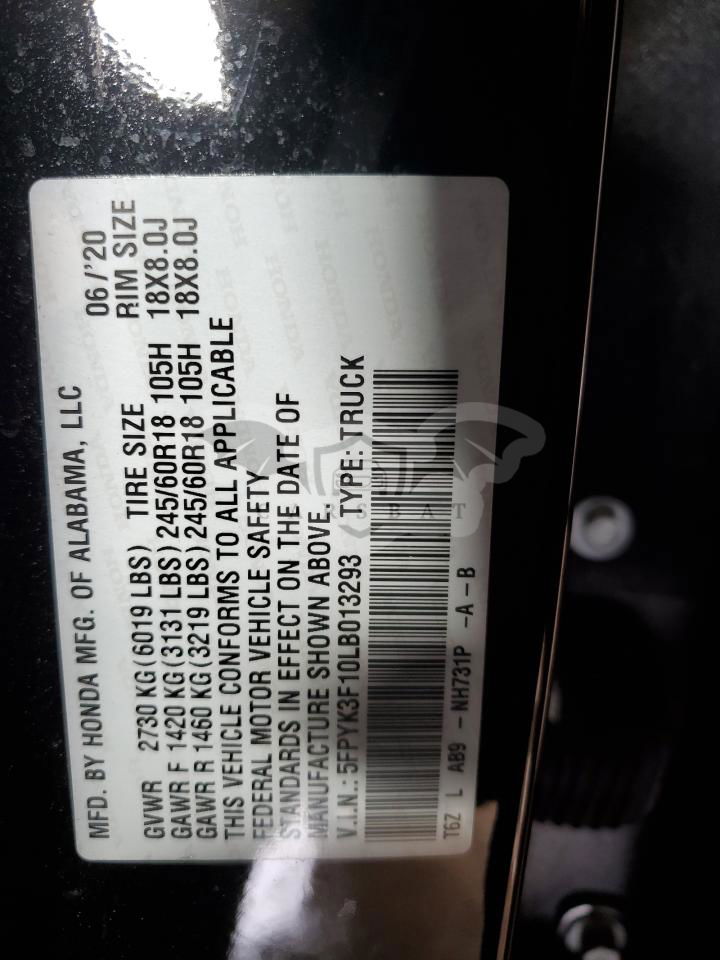 MFD. BY HONDA MFG. OF ALABAMA, LLC 06/'20
GVWR 2730 KG(6019 LBS) TIRE SIZE RIM SIZE
GAWR F 1420 KG(3131 LBS)245/60R18 105H 18X8.0J
GAWR R 1460 KG(3219 LBS)245/60R18 105H 18X8.0J
THIS VEHICLE CONFORMS TO ALL APPLICABLE
FEDERAL MOTOR VEHICLE SAFETY
STANDARDS IN EFFECT ON THE DATE OF
MANUFACTURE SHOWN ABOVE.
V.I.N.: 5FPYK3F10LB013293 TYPE: TRUCK
T6Z L AB9 -NH731P -A-B
HONDA